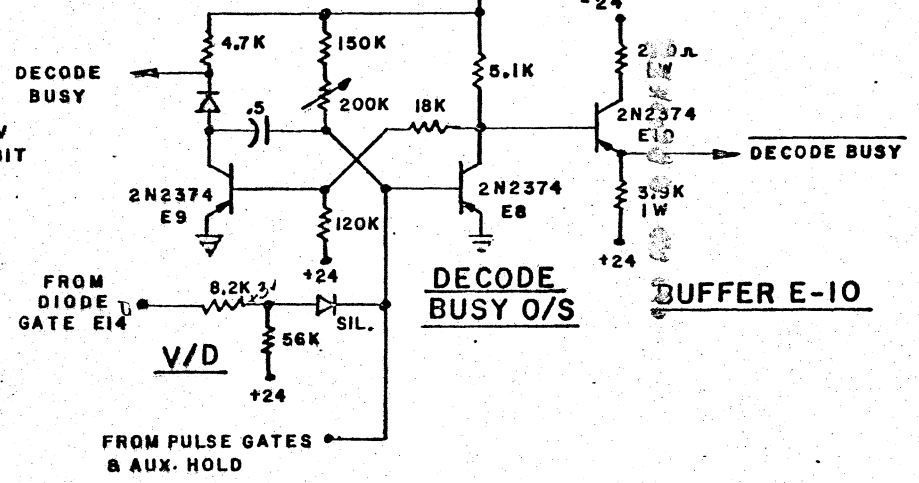 -24
4.7K
150K
5.1K
DECODE
BUSY
200K
.5
18K
2N2374
E10
IT
DECODE BUSY
2N2374
E9
2N2374
E8
120K
3.9K
1W
+24
+24
FROM
DIODE
GATE E14
8.2K
DECODE
BUSY O/S
BUFFER E-10
SIL.
56K
V/D
+24
FROM PULSE GATES
& AUX. HOLD